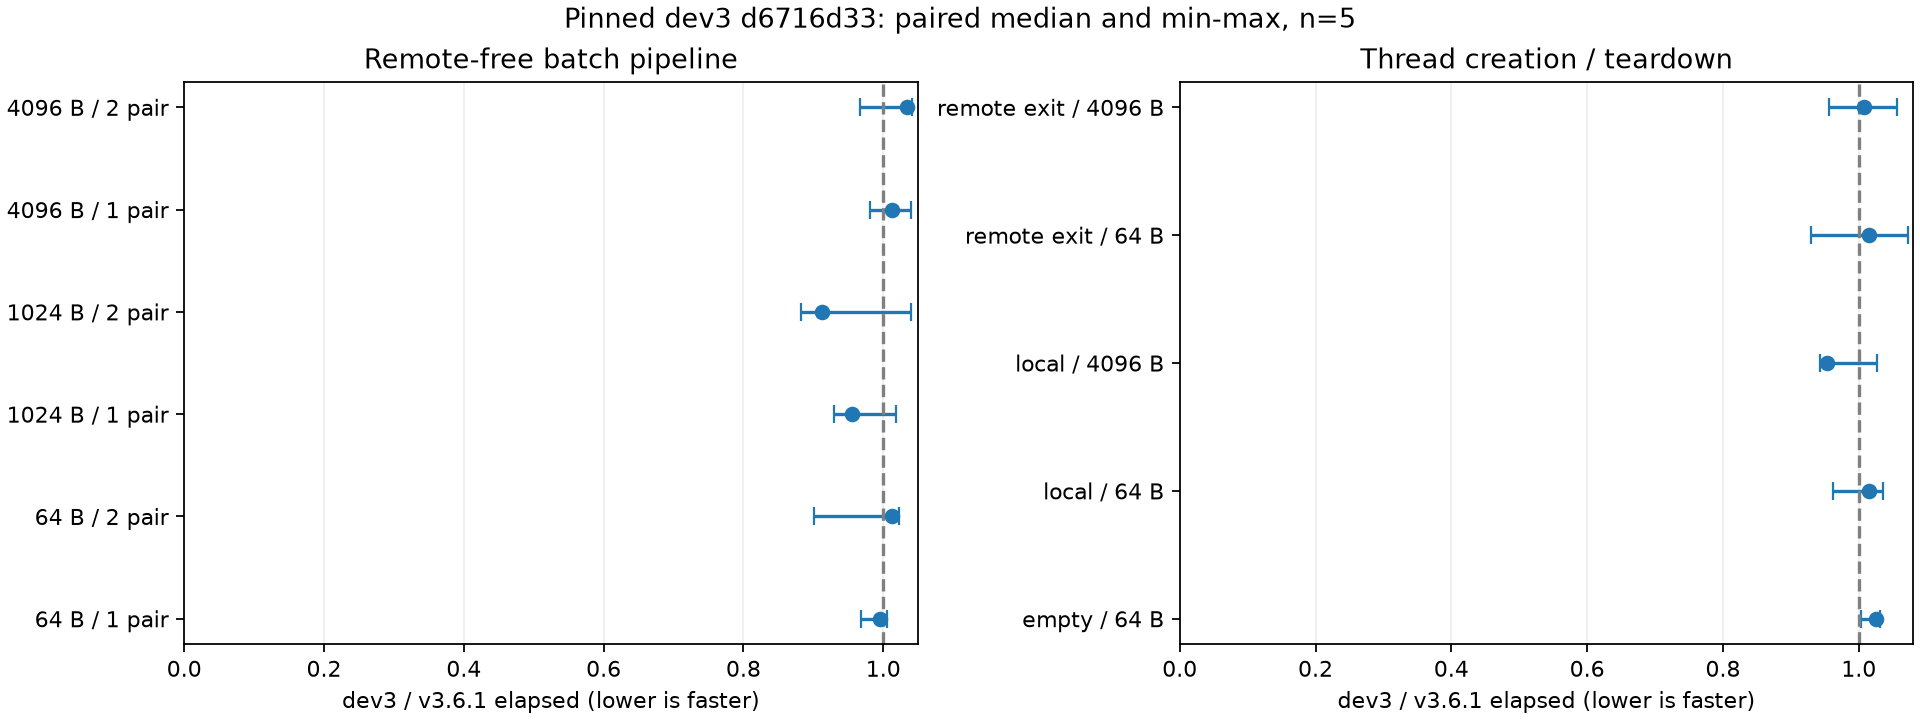 Pinned dev3 d6716d33: paired median and min-max, n=5
Remote-free batch pipeline
4096 B / 2 pair
4096 B / 1 pair
1024 B / 2 pair
1024 B / 1 pair
64 B / 2 pair
64 B / 1 pair
0.0 0.2 0.4 0.6 0.8 1.0
dev3 / v3.6.1 elapsed (lower is faster)
Thread creation / teardown
remote exit / 4096 B
remote exit / 64 B
local / 4096 B
local / 64 B
empty / 64 B
0.0 0.2 0.4 0.6 0.8 1.0
dev3 / v3.6.1 elapsed (lower is faster)